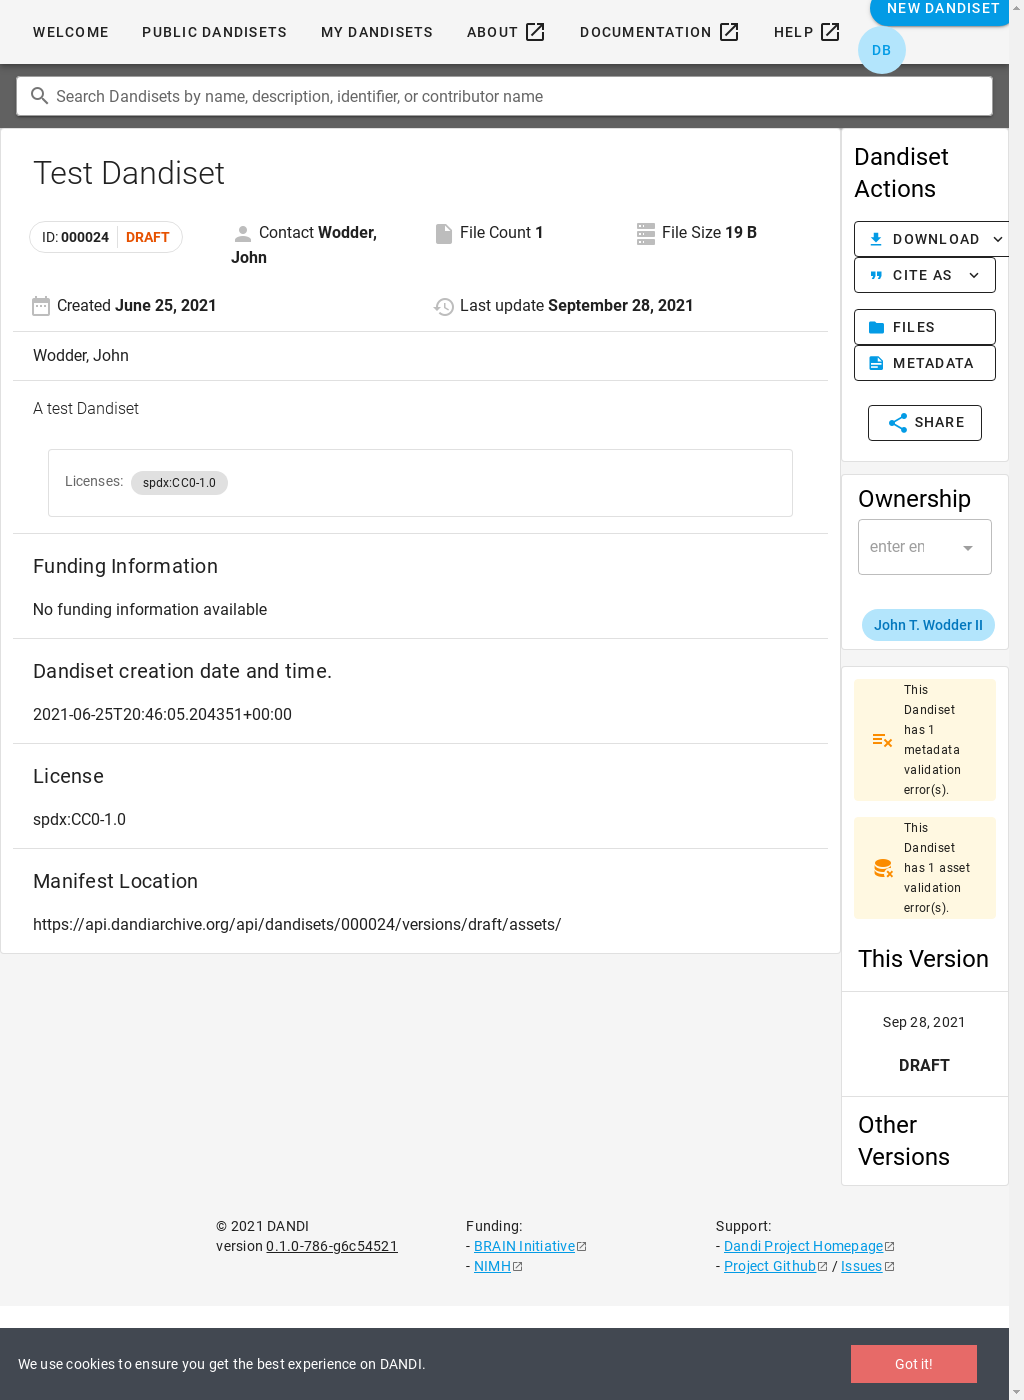 WELCOME PUBLIC DANDISETS MY DANDISETS ABOUT DOCUMENTATION HELP NEW DANDISET
DB
Search Dandisets by name, description, identifier, or contributor name
Test Dandiset
ID: 000024 DRAFT
Contact Wodder, John
File Count 1
File Size 19 B
Created June 25, 2021
Last update September 28, 2021
Wodder, John
A test Dandiset
Licenses: spdx:CC0-1.0
Funding Information
No funding information available
Dandiset creation date and time.
2021-06-25T20:46:05.204351+00:00
License
spdx:CC0-1.0
Manifest Location
https://api.dandiarchive.org/api/dandisets/000024/versions/draft/assets/
Dandiset
Actions
DOWNLOAD
CITE AS
FILES
METADATA
SHARE
Ownership
enter en
John T. Wodder II
This
Dandiset
has 1
metadata
validation
error(s).
This
Dandiset
has 1 asset
validation
error(s).
This Version
Sep 28, 2021
DRAFT
Other
Versions
© 2021 DANDI
version 0.1.0-786-g6c54521
Funding:
- BRAIN Initiative
- NIMH
Support:
- Dandi Project Homepage
- Project Github / Issues
We use cookies to ensure you get the best experience on DANDI.
Got it!